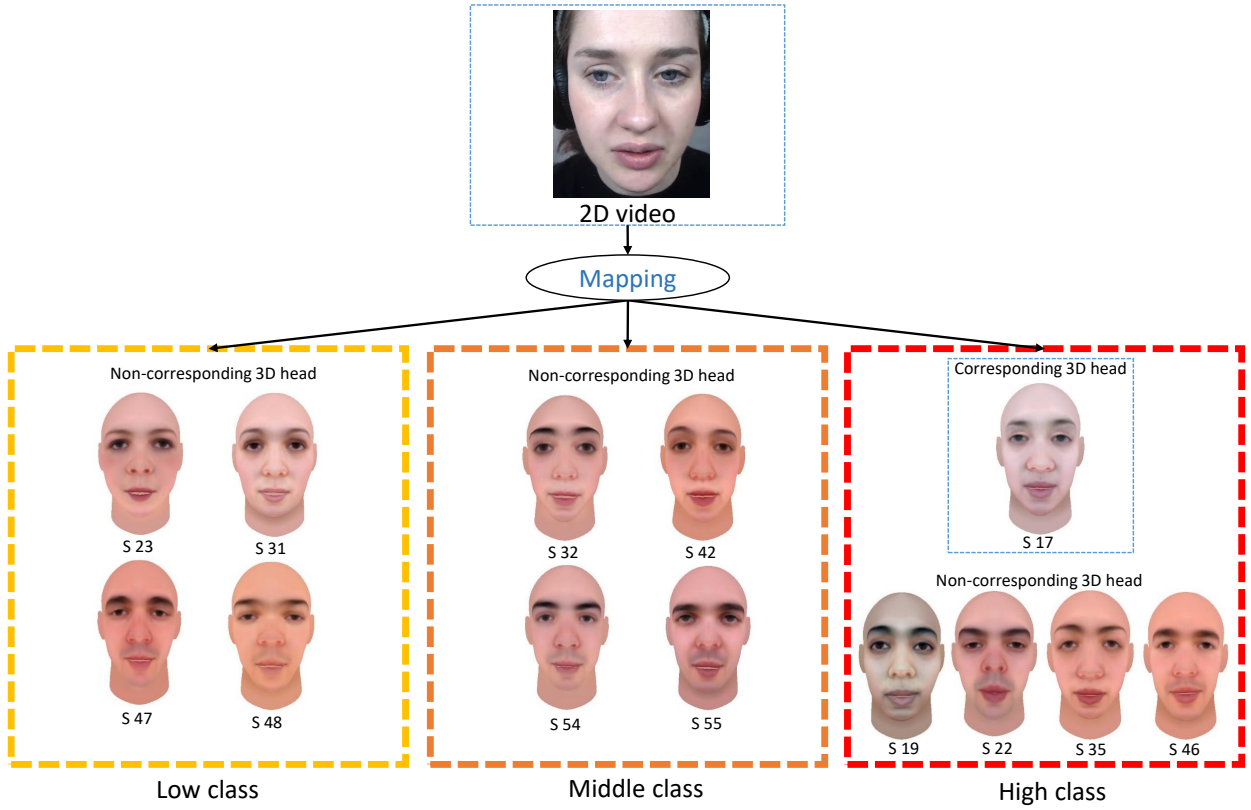 2D video
Mapping
Non-corresponding 3D head
S 23
S 31
S 47
S 48
Low class
Non-corresponding 3D head
S 32
S 42
S 54
S 55
Middle class
Corresponding 3D head
S 17
Non-corresponding 3D head
S 19
S 22
S 35
S 46
High class